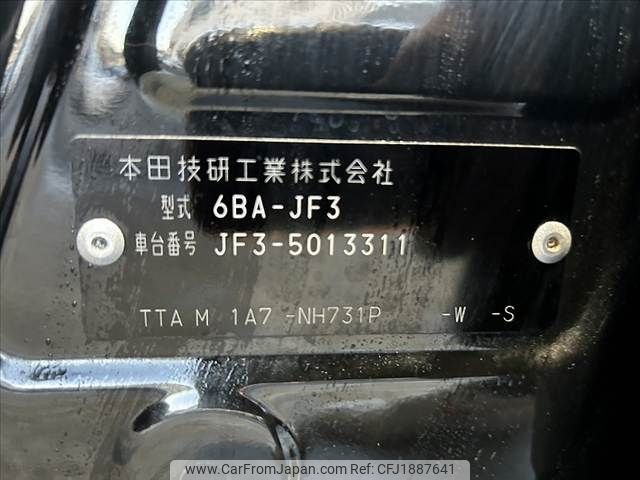 本田技研工業株式会社
型式 6BA-JF3
車台番号 JF3-5013311
TTA M 1A7 -NH731P -W -S
www.CarFromJapan.com Ref: CFJ1887641